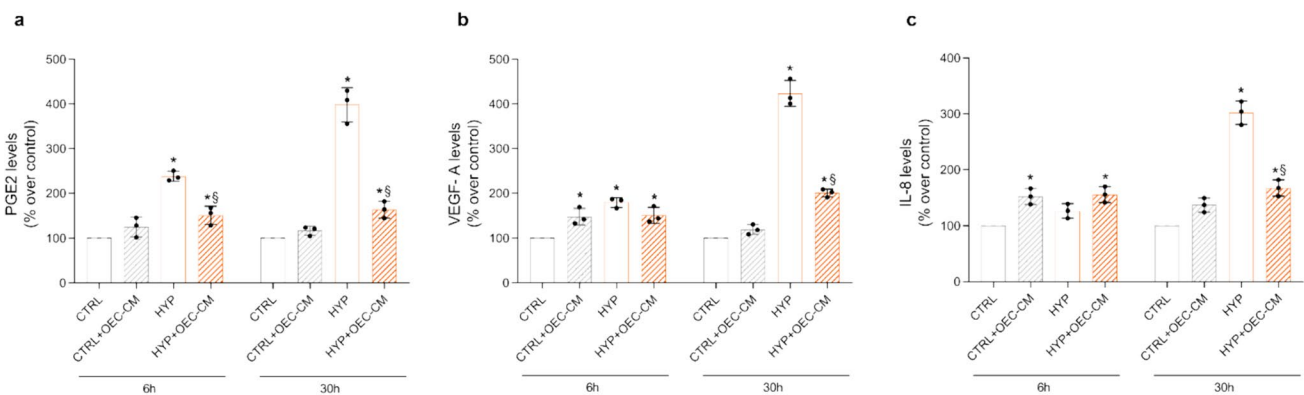 a
PGE2 levels
(% over control)
500
400
300
200
100
0
*
*§
*
*§
CTRL
CTRL+OEC-CM
HYP
HYP+OEC-CM
CTRL
CTRL+OEC-CM
HYP
HYP+OEC-CM
6h
30h
b
VEGF- A levels
(% over control)
500
400
300
200
100
0
*
*
*
*
*§
CTRL
CTRL+OEC-CM
HYP
HYP+OEC-CM
CTRL
CTRL+OEC-CM
HYP
HYP+OEC-CM
6h
30h
c
IL-8 levels
(% over control)
400
300
200
100
0
*
*
*
*§
CTRL
CTRL+OEC-CM
HYP
HYP+OEC-CM
CTRL
CTRL+OEC-CM
HYP
HYP+OEC-CM
6h
30h